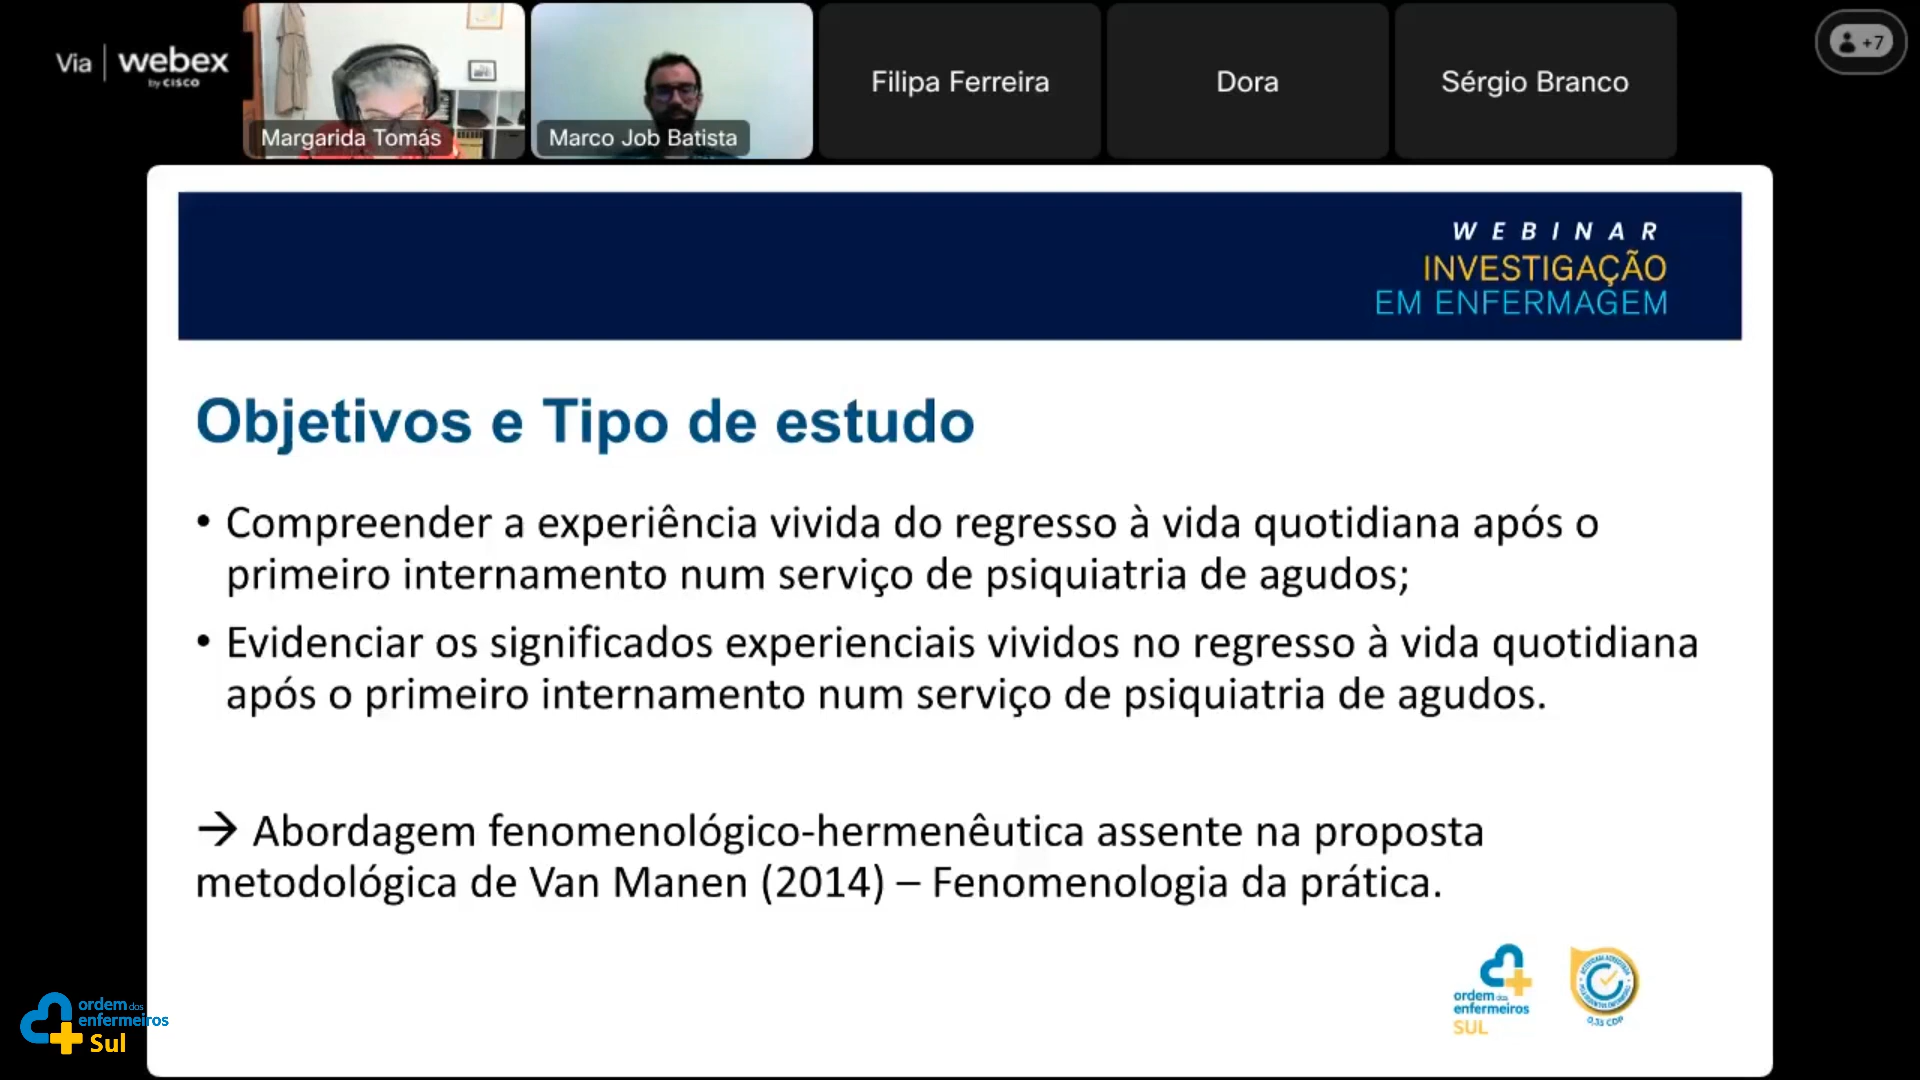 Via webex
by CISCO
Margarida Tomás
Marco Job Batista
Filipa Ferreira
Dora
Sérgio Branco
+7
WEBINAR
INVESTIGAÇÃO
EM ENFERMAGEM
Objetivos e Tipo de estudo
• Compreender a experiência vivida do regresso à vida quotidiana após o
primeiro internamento num serviço de psiquiatria de agudos;
• Evidenciar os significados experienciais vividos no regresso à vida quotidiana
após o primeiro internamento num serviço de psiquiatria de agudos.
→ Abordagem fenomenológico-hermenêutica assente na proposta
metodológica de Van Manen (2014) – Fenomenologia da prática.
ordem dos
enfermeiros
SUL
0,35 CDP
ordem dos
enfermeiros
Sul